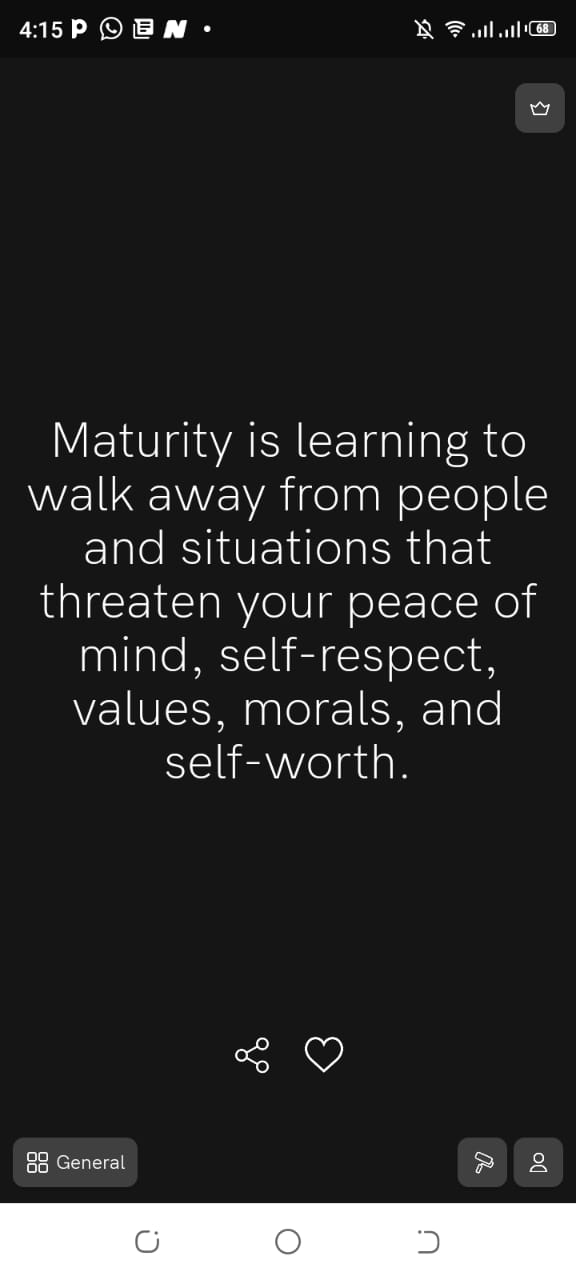 4:15
68
Maturity is learning to
walk away from people
and situations that
threaten your peace of
mind, self-respect,
values, morals, and
self-worth.
General